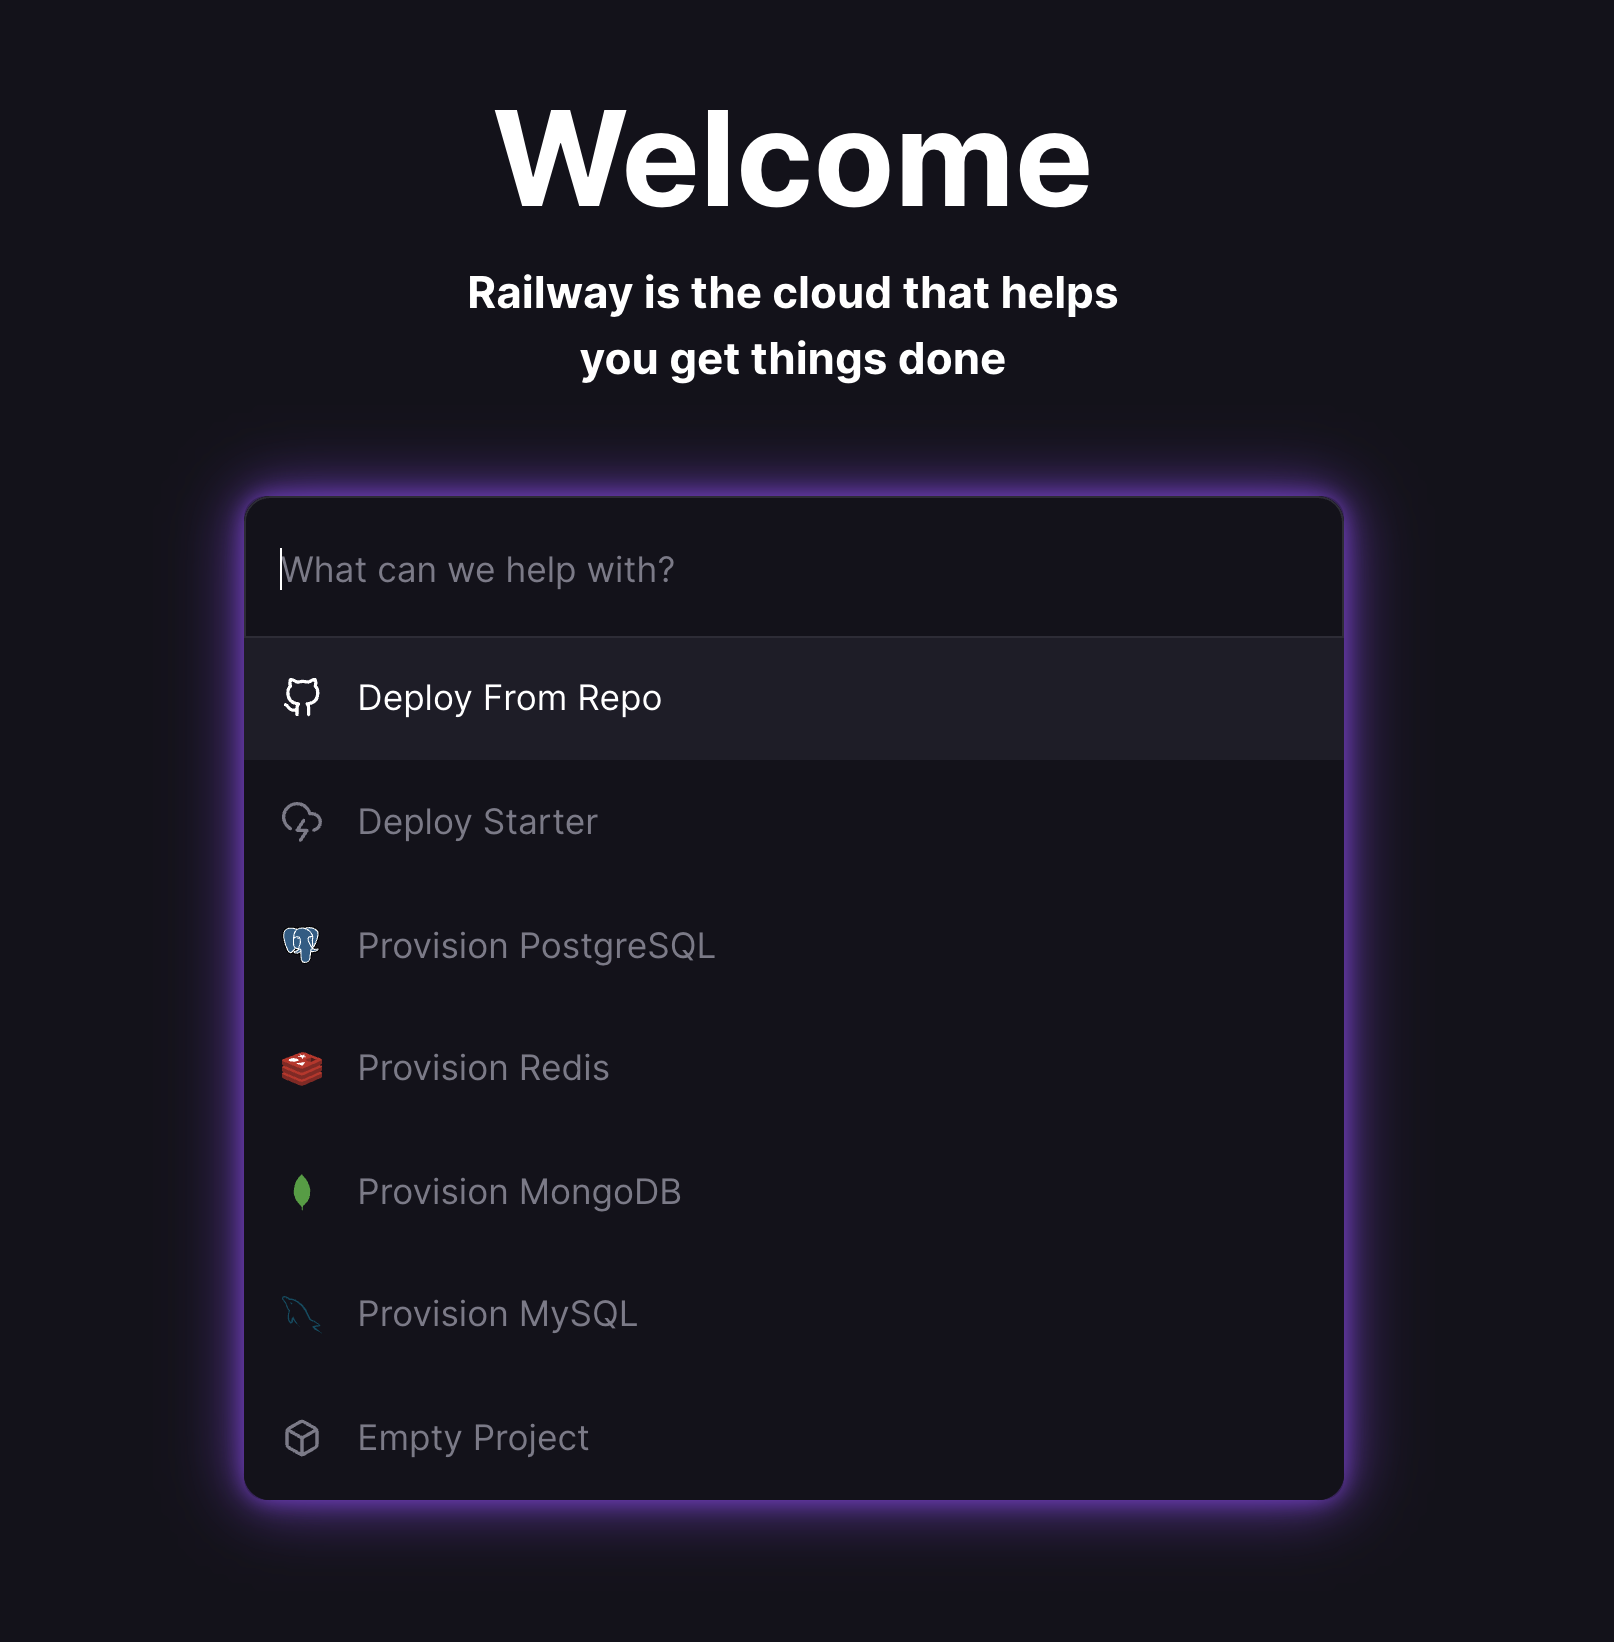 Welcome
Railway is the cloud that helps
you get things done
What can we help with?
Deploy From Repo
Deploy Starter
Provision PostgreSQL
Provision Redis
Provision MongoDB
Provision MySQL
Empty Project